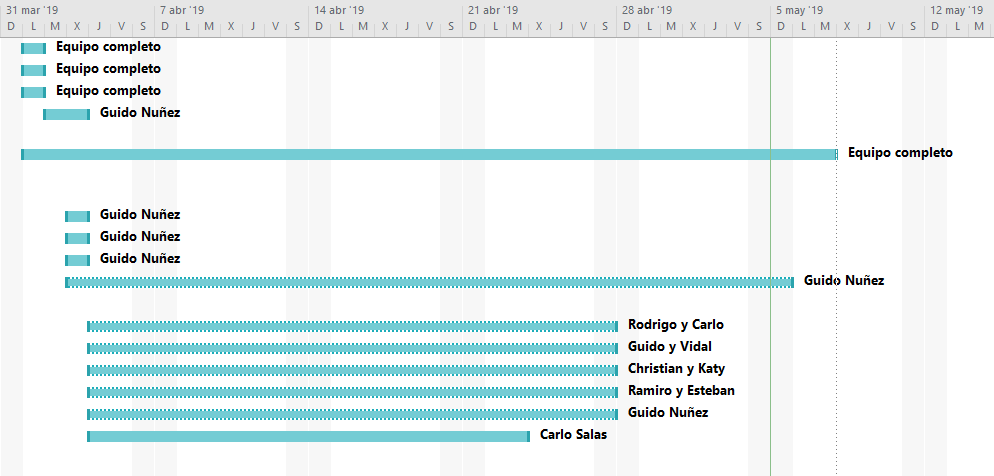 31 mar '19 7 abr '19 14 abr '19 21 abr '19 28 abr '19 5 may '19 12 may '19
D L M X J V S D L M X J V S D L M X J V S D L M X J V S D L M X J V S D L M X J V S D L M
Equipo completo
Equipo completo
Equipo completo
Guido Nuñez
Equipo completo
Guido Nuñez
Guido Nuñez
Guido Nuñez
Guido Nuñez
Rodrigo y Carlo
Guido y Vidal
Christian y Katy
Ramiro y Esteban
Guido Nuñez
Carlo Salas